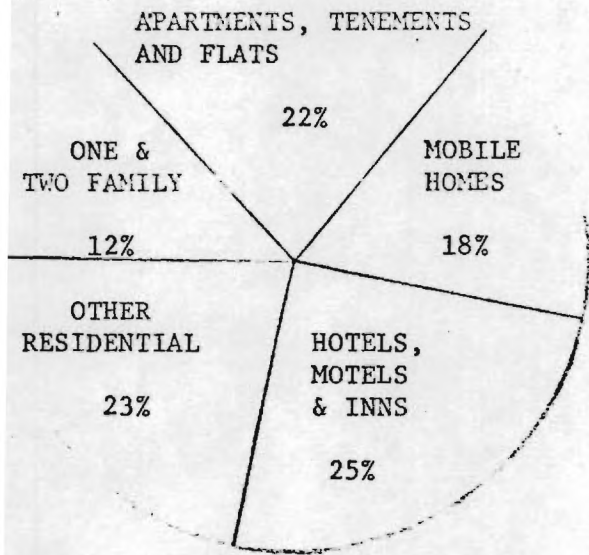 APARTMENTS, TENEMENTS
AND FLATS
22%
ONE &
TWO FAMILY
12%
MOBILE
HOMES
18%
OTHER
RESIDENTIAL
23%
HOTELS,
MOTELS
& INNS
25%